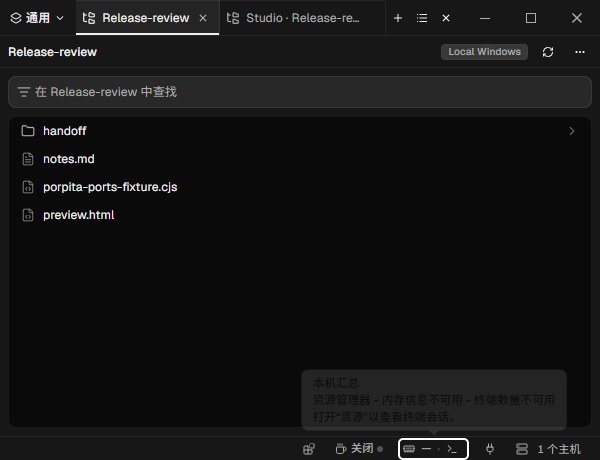 通用
Release-review
Studio · Release-re...
Release-review
Local Windows
在 Release-review 中查找
handoff
notes.md
porpita-ports-fixture.cjs
preview.html
本机汇总
资源管理器 - 内存信息不可用 - 终端数量不可用
打开“资源”以查看终端会话。
关闭
— ·
1 个主机